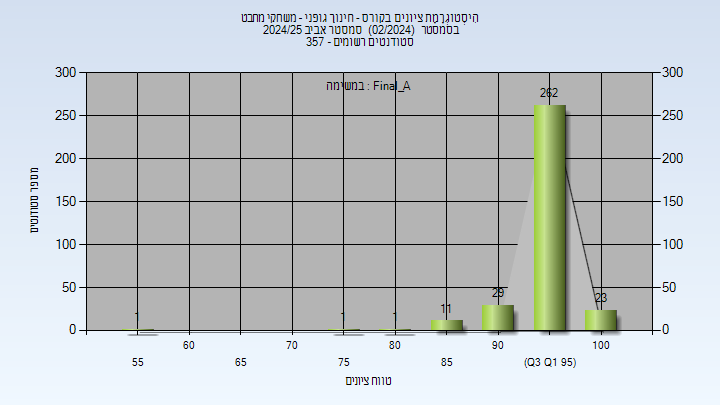 היסטוגרמת ציונים בקורס - חינוך גופני - משחקי מחבט
בסמסטר (02/2024) סמסטר אביב 2024/25
סטודנטים רשומים - 357
במשימה : Final_A
300 300
250 250
200 200
150 150
100 100
50 50
0 0
מספר סטודנטים
1 1 1 11 29 262 23
60 70 80 90 100
55 65 75 85 (Q3 Q1 95)
טווח ציונים